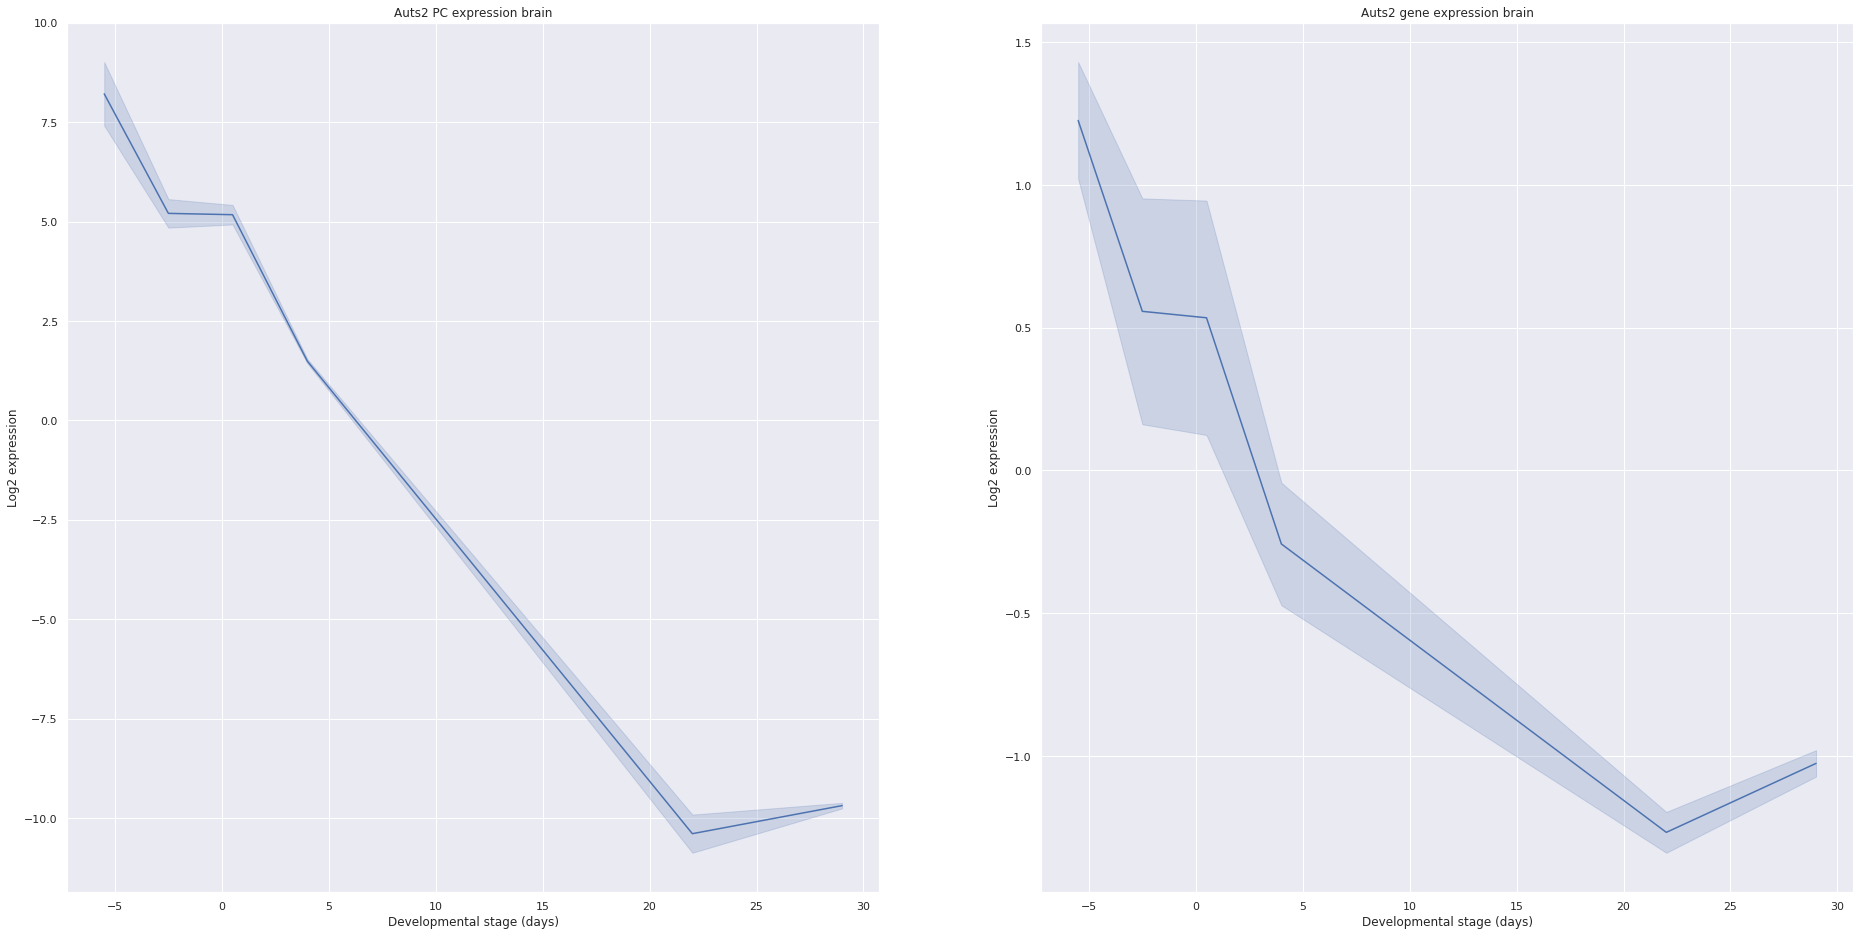 Auts2 PC expression brain
10.0
7.5
5.0
2.5
0.0
−2.5
−5.0
−7.5
−10.0
Log2 expression
−5 0 5 10 15 20 25 30
Developmental stage (days)
Auts2 gene expression brain
1.5
1.0
0.5
0.0
−0.5
−1.0
Log2 expression
−5 0 5 10 15 20 25 30
Developmental stage (days)